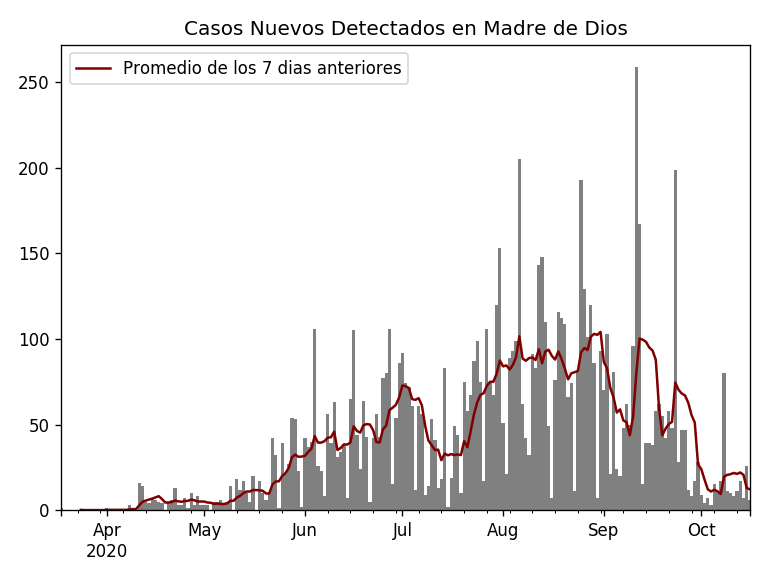 Casos Nuevos Detectados en Madre de Dios
Promedio de los 7 dias anteriores
250
200
150
100
50
0
Apr May Jun Jul Aug Sep Oct
2020